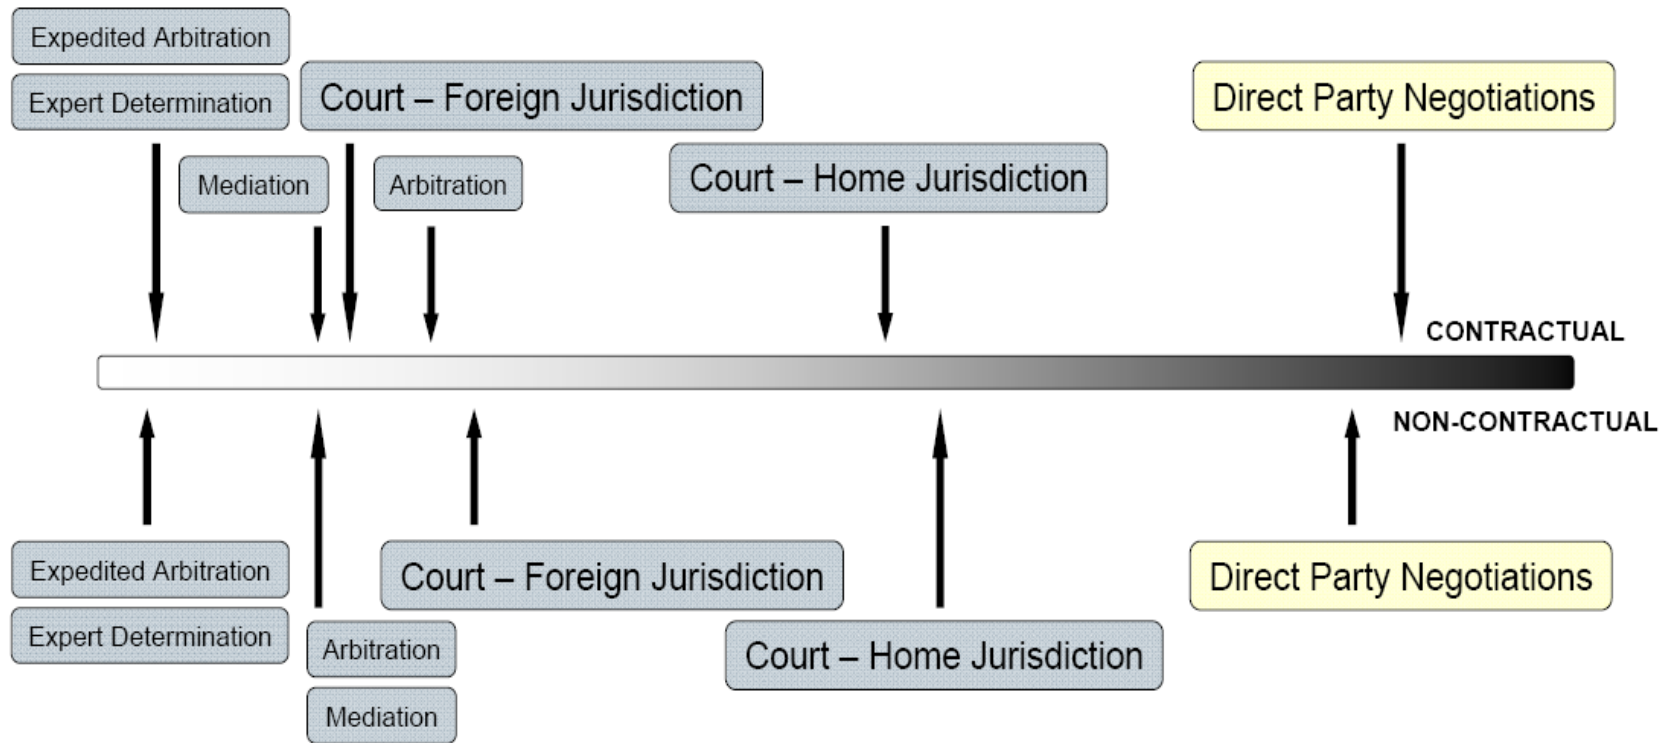 Expedited Arbitration
Expert Determination
Court – Foreign Jurisdiction
Direct Party Negotiations
Mediation
Arbitration
Court – Home Jurisdiction
CONTRACTUAL
NON-CONTRACTUAL
Expedited Arbitration
Expert Determination
Court – Foreign Jurisdiction
Direct Party Negotiations
Arbitration
Mediation
Court – Home Jurisdiction